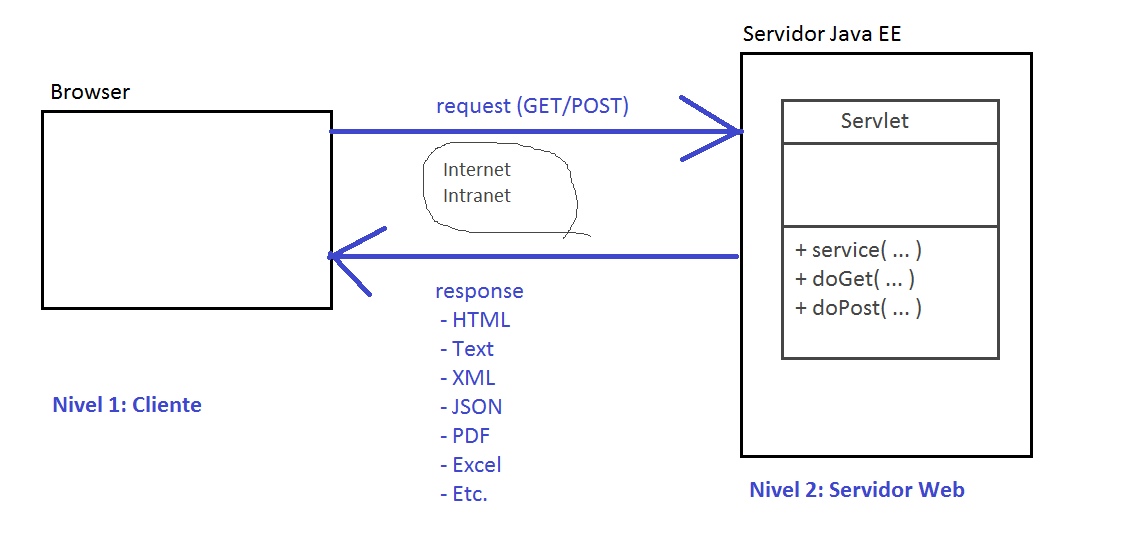 Servidor Java EE
Browser
request (GET/POST)
Servlet
Internet
Intranet
+ service( ... )
+ doGet( ... )
+ doPost( ... )
response
- HTML
- Text
- XML
- JSON
- PDF
- Excel
- Etc.
Nivel 1: Cliente
Nivel 2: Servidor Web